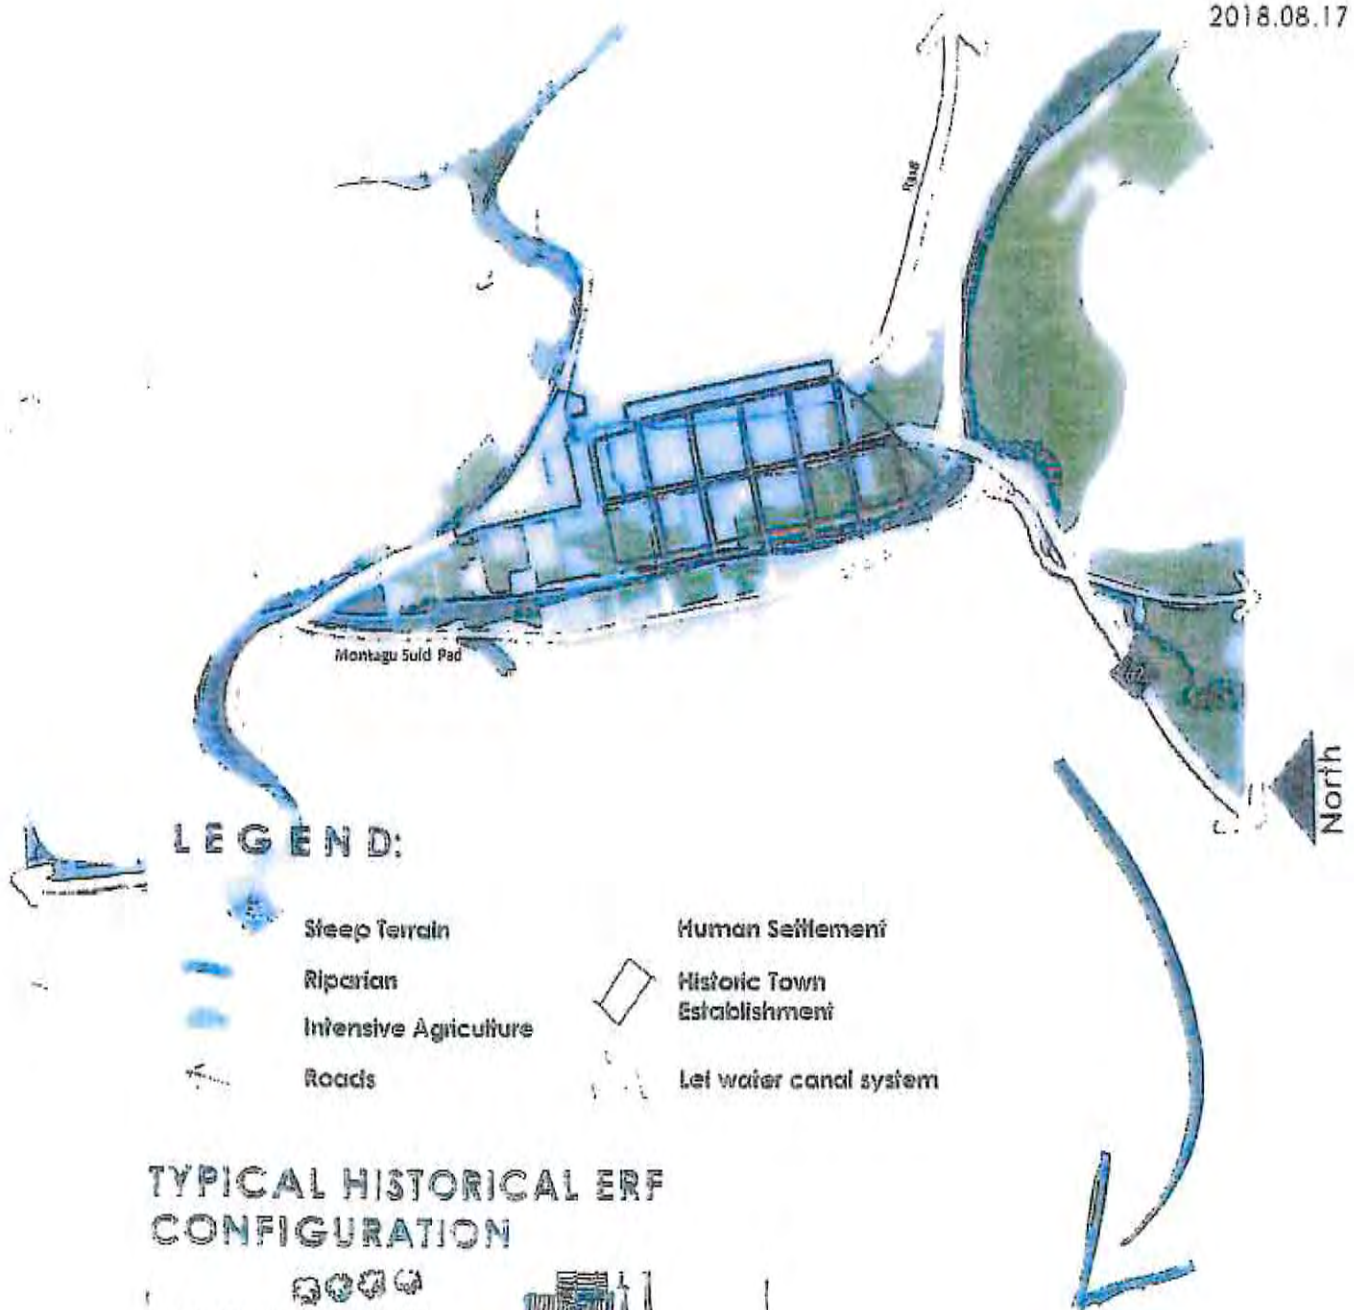 2018.08.17
Montagu Suid Pad
North
LEGEND:
Steep Terrain
Riparian
Intensive Agriculture
Roads
Human Settlement
Historic Town
Establishment
Lei water canal system
TYPICAL HISTORICAL ERF
CONFIGURATION